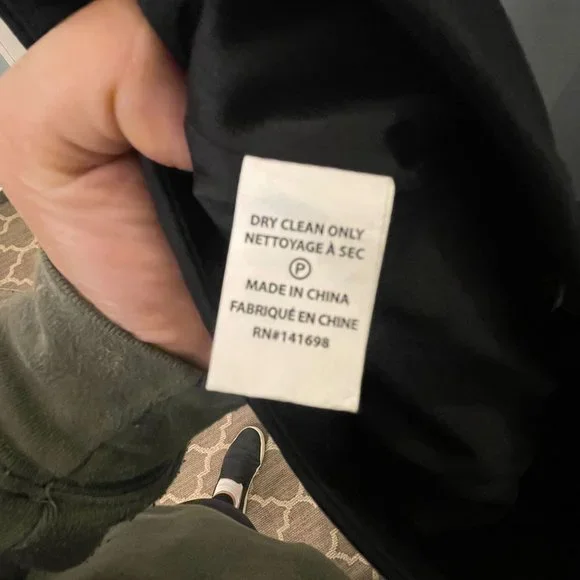 DRY CLEAN ONLY
NETTOYAGE À SEC
Ⓟ
MADE IN CHINA
FABRIQUÉ EN CHINE
RN#141698